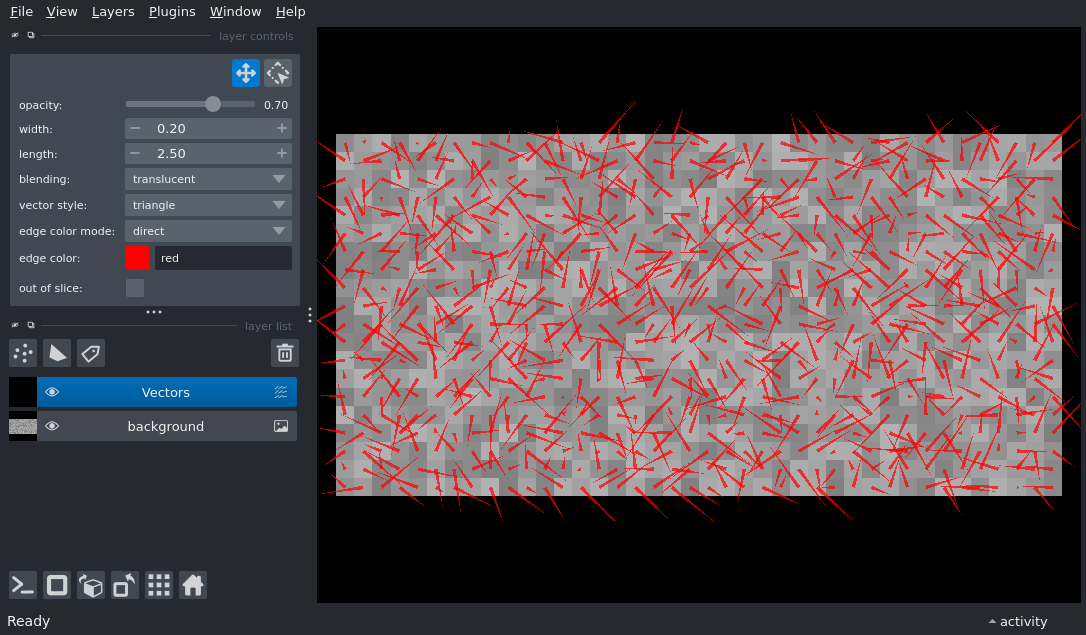 File View Layers Plugins Window Help
layer controls
opacity: 0.70
width: 0.20
length: 2.50
blending: translucent
vector style: triangle
edge color mode: direct
edge color: red
out of slice:
layer list
Vectors
background
Ready activity